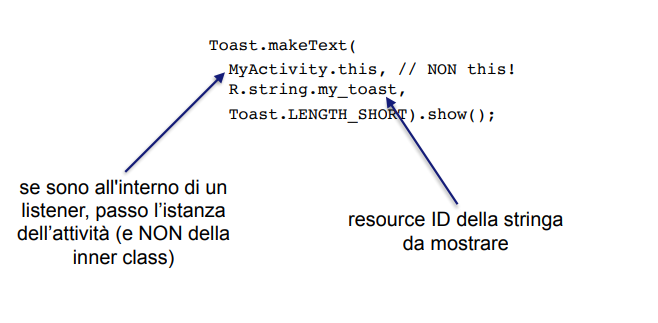 Toast.makeText(
MyActivity.this, // NON this!
R.string.my_toast,
Toast.LENGTH_SHORT).show();
se sono all'interno di un
listener, passo l’istanza
dell’attività (e NON della
inner class)
resource ID della stringa
da mostrare